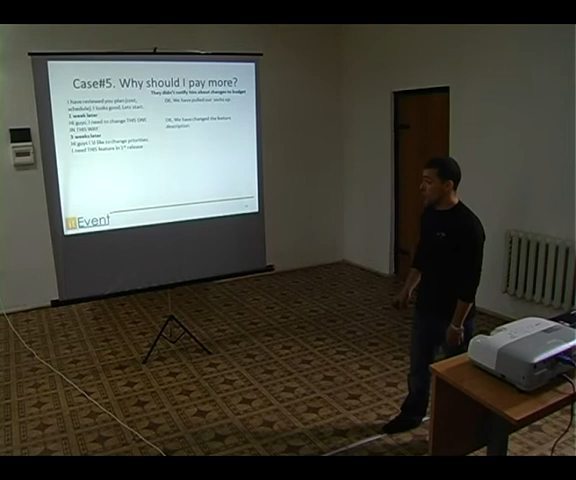 Case#5. Why should I pay more?
They didn't notify him about changes to budget
I have reviewed you plan (cost,
schedule), I looks good, Lets start.
OK, We have pulled our socks up
1 week later
Hi guys, I need to change THIS ONE
IN THIS WAY
OK, We have changed the feature
description
3 weeks later
Hi guys I'd like to change priorities,
I need THIS feature in 1st release
itEvent